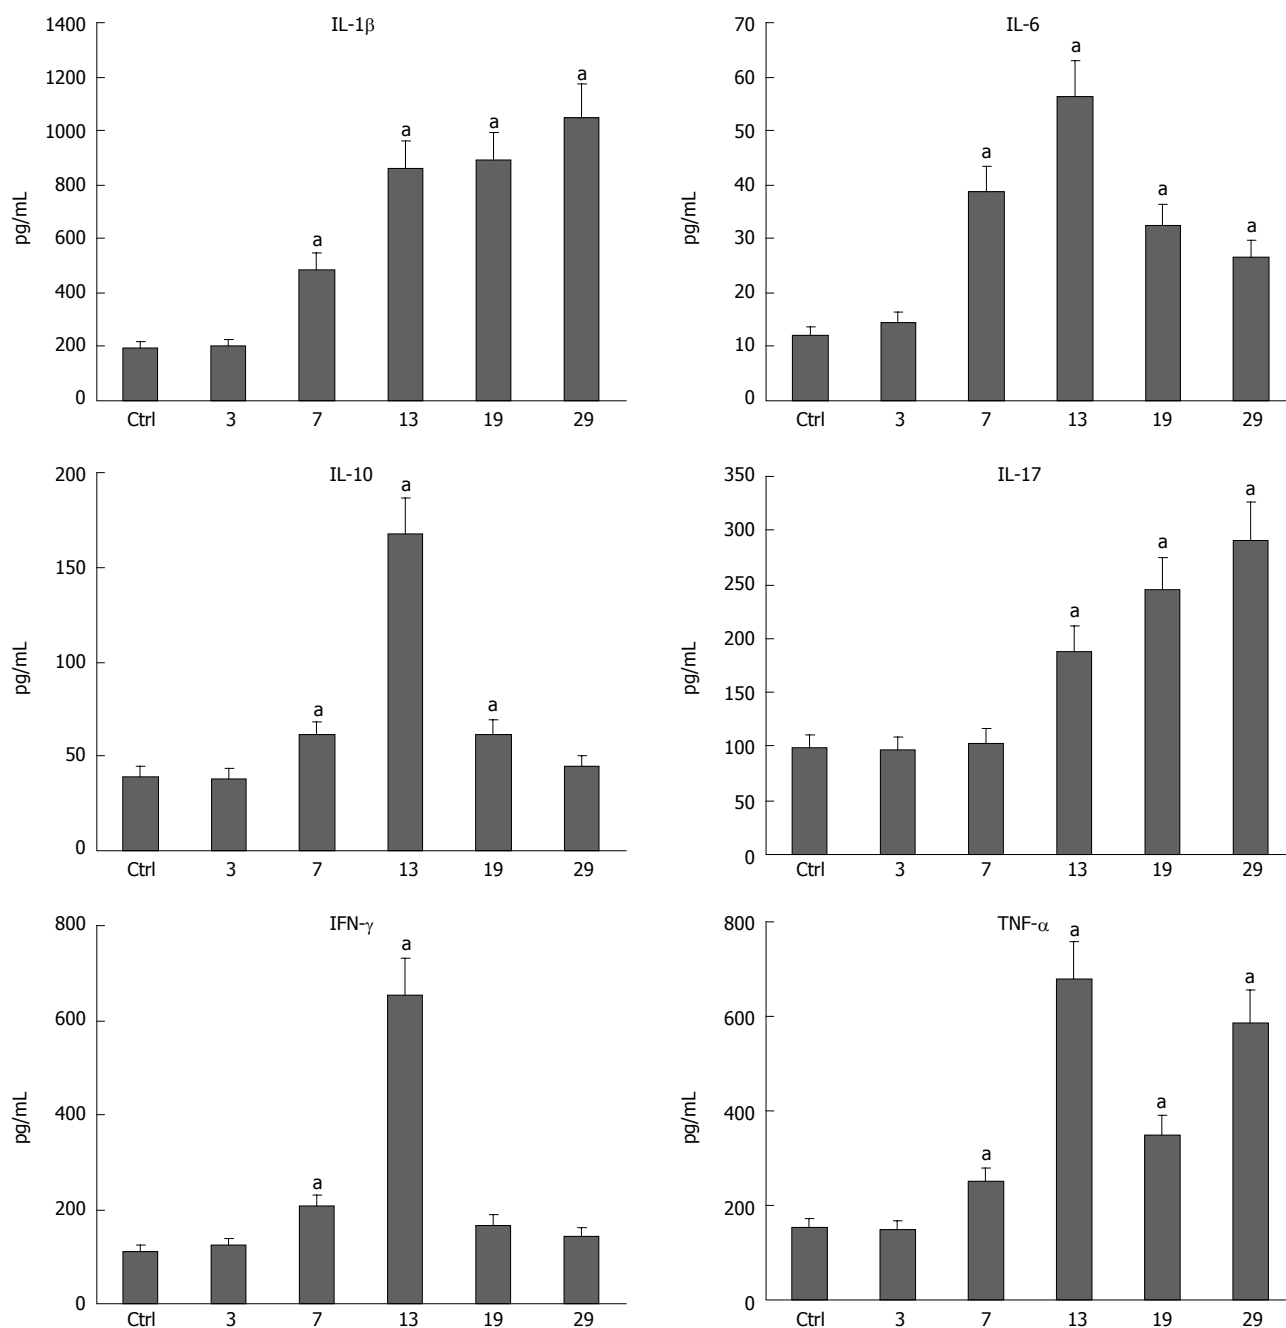 IL-1β
1400
1200
1000
800
600
400
200
0
pg/mL
a
a
a
a
Ctrl 3 7 13 19 29
IL-6
70
60
50
40
30
20
10
0
pg/mL
a
a
a
a
Ctrl 3 7 13 19 29
IL-10
200
150
100
50
0
pg/mL
a
a
a
Ctrl 3 7 13 19 29
IL-17
350
300
250
200
150
100
50
0
pg/mL
a
a
a
Ctrl 3 7 13 19 29
IFN-γ
800
600
400
200
0
pg/mL
a
a
Ctrl 3 7 13 19 29
TNF-α
800
600
400
200
0
pg/mL
a
a
a
a
Ctrl 3 7 13 19 29